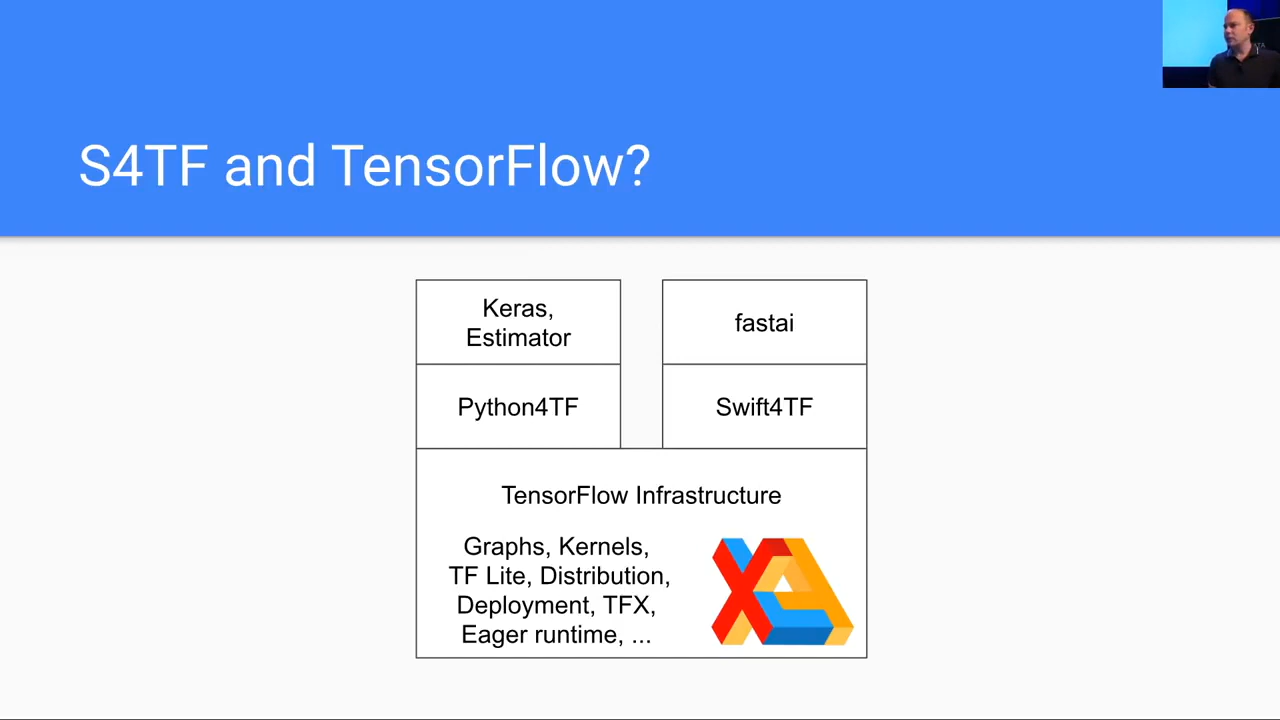 S4TF and TensorFlow?
Keras,
Estimator
fastai
Python4TF
Swift4TF
TensorFlow Infrastructure
Graphs, Kernels,
TF Lite, Distribution,
Deployment, TFX,
Eager runtime, ...
XLA